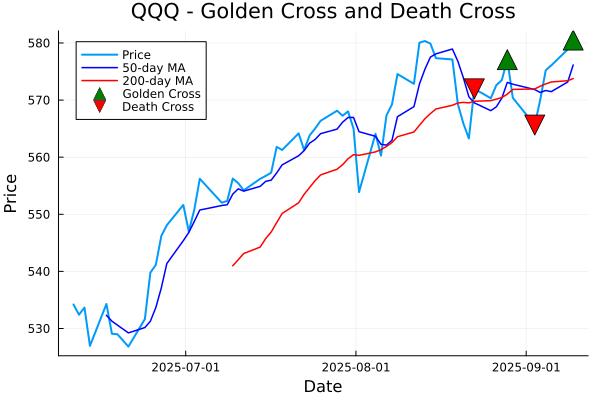 QQQ - Golden Cross and Death Cross
Price
50-day MA
200-day MA
Golden Cross
Death Cross
580
570
560
550
540
530
Price
2025-07-01
2025-08-01
2025-09-01
Date